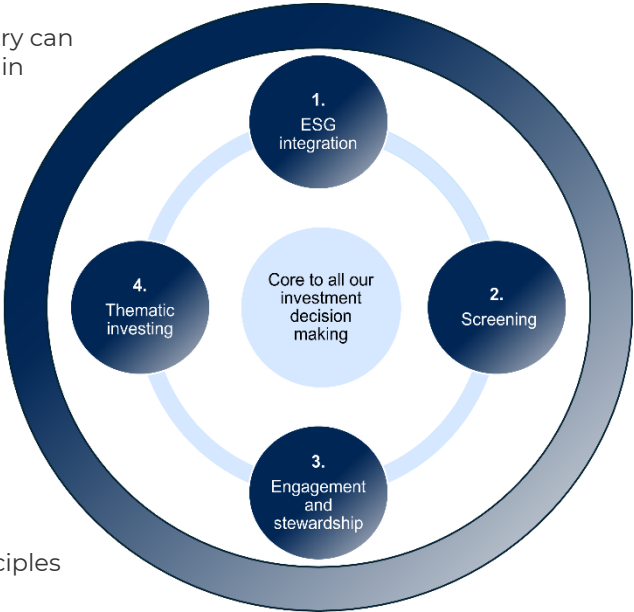 ry can
in
1.
ESG
integration
2.
Screening
3.
Engagement
and
stewardship
4.
Thematic
investing
Core to all our
investment
decision
making
ciples